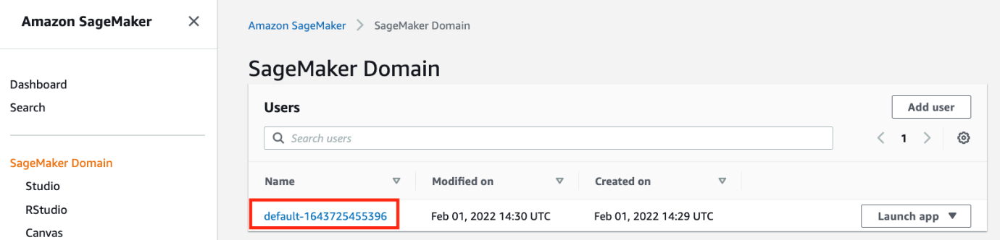 Amazon SageMaker
Dashboard
Search
SageMaker Domain
Studio
RStudio
Canvas
Amazon SageMaker > SageMaker Domain
SageMaker Domain
Users
Add user
Search users
1
Name Modified on Created on
default-1643725455396 Feb 01, 2022 14:30 UTC Feb 01, 2022 14:29 UTC Launch app